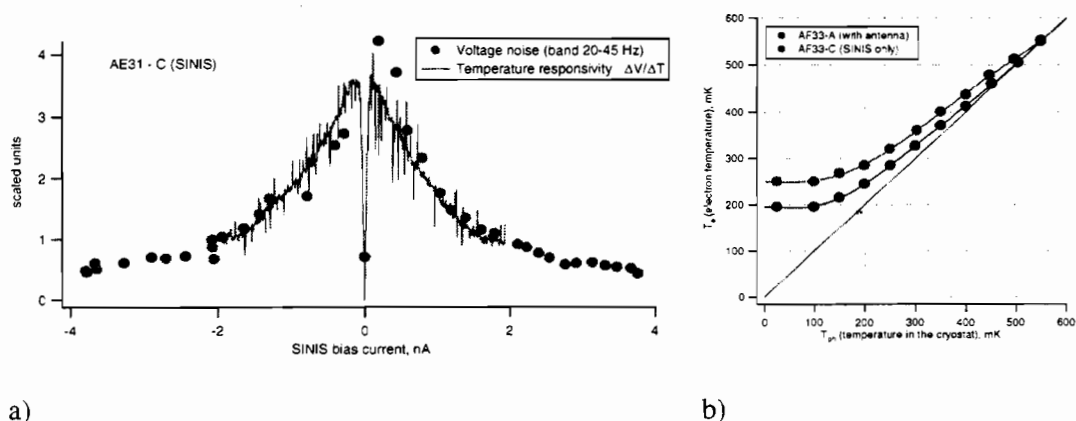 AE31 - C (SINIS)
Voltage noise (band 20-45 Hz)
Temperature responsivity ΔV/ΔT
scaled units
4
3
2
1
0
-4
-2
0
2
4
SINIS bias current, nA
a)
AF33-A (with antenna)
AF33-C (SINIS only)
Te (electron temperature), mK
600
500
400
300
200
100
0
0
100
200
300
400
500
600
Tph (temperature in the cryostat), mK
b)